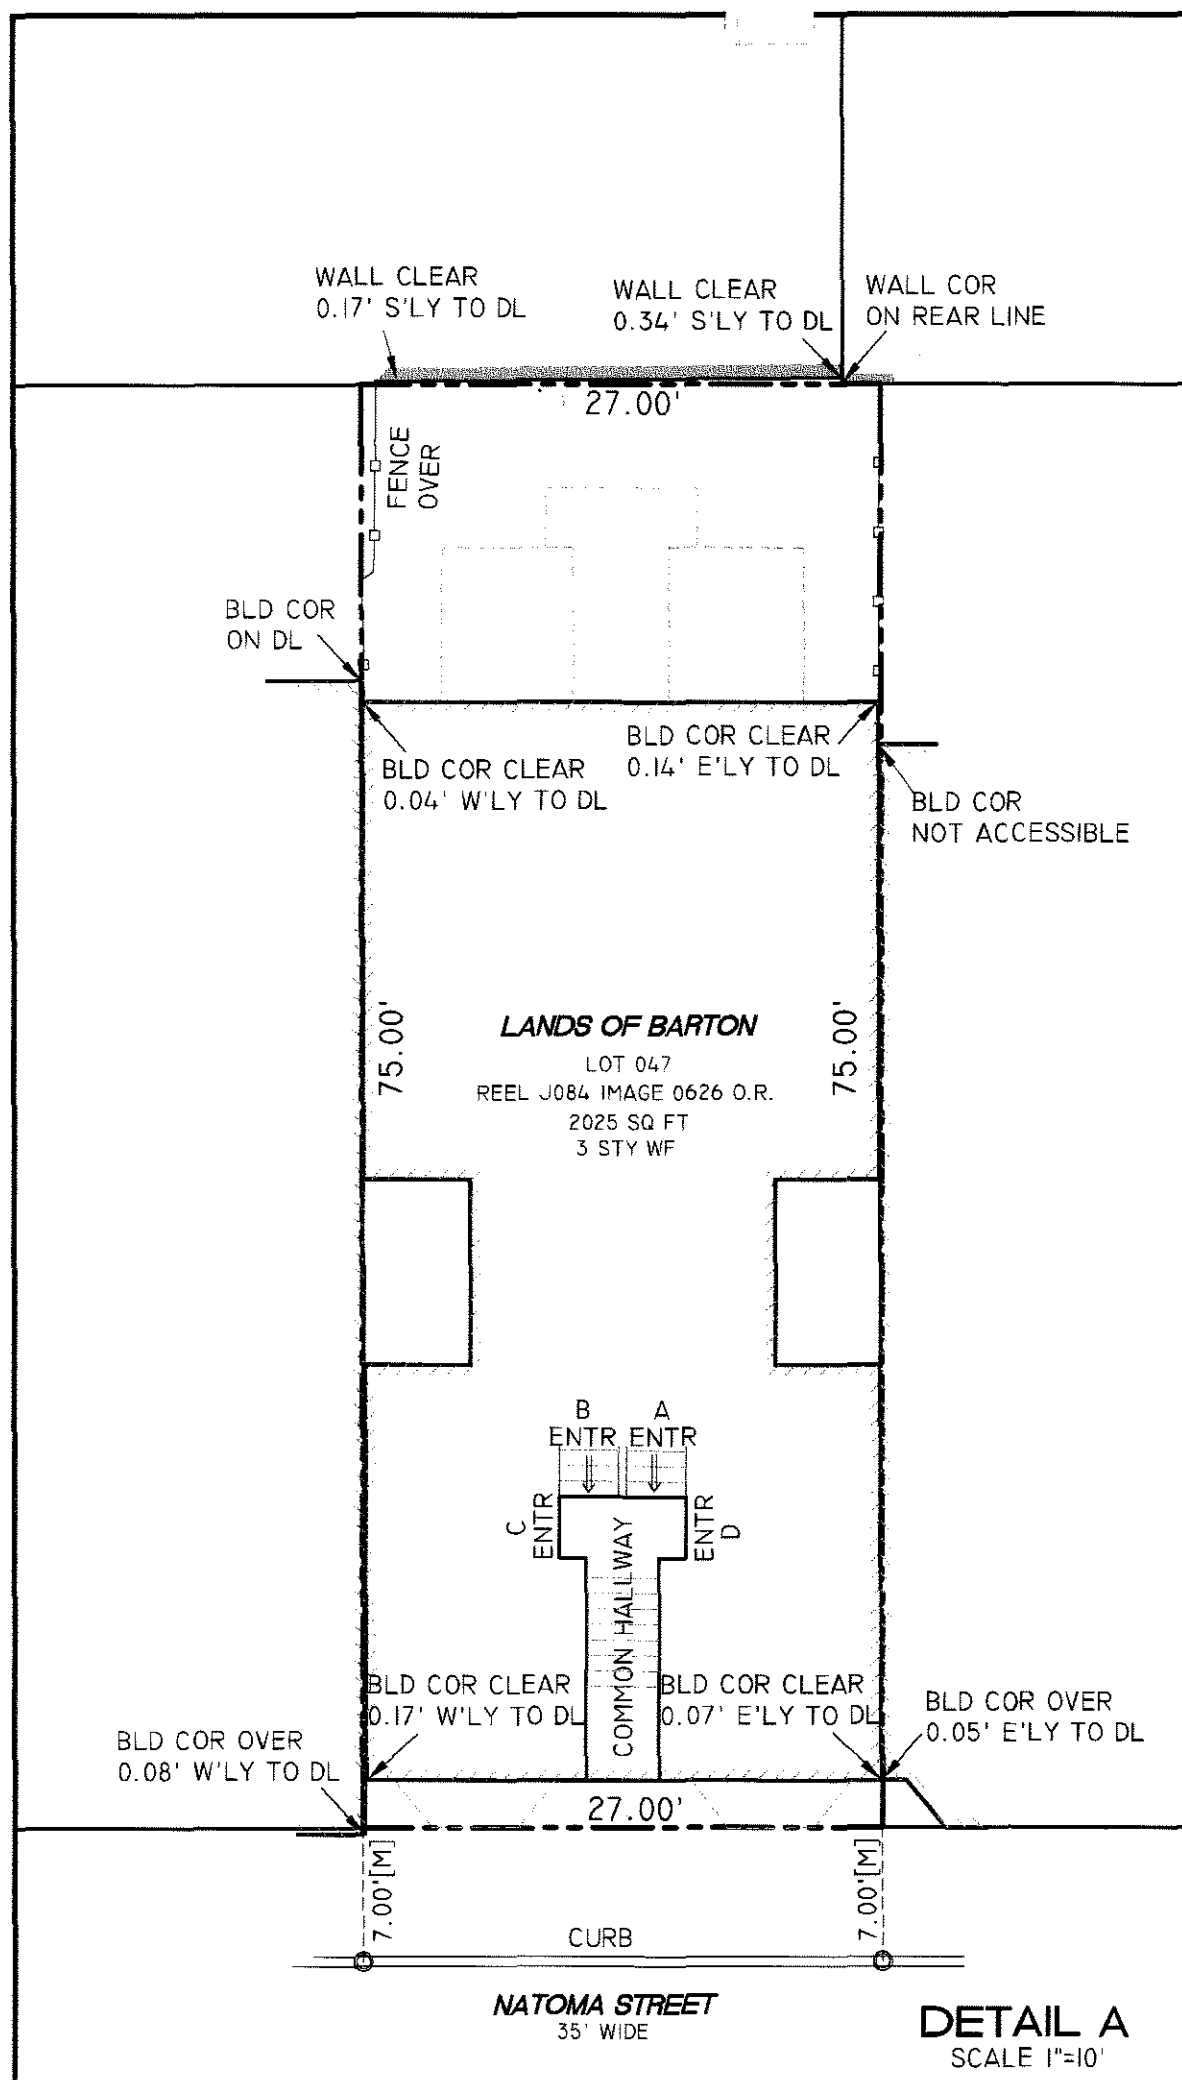 WALL CLEAR
0.17' S'LY TO DL
WALL CLEAR
0.34' S'LY TO DL
WALL COR
ON REAR LINE
27.00'
FENCE
OVER
BLD COR
ON DL
BLD COR CLEAR
0.04' W'LY TO DL
BLD COR CLEAR
0.14' E'LY TO DL
BLD COR
NOT ACCESSIBLE
75.00'
LANDS OF BARTON
LOT 047
REEL J084 IMAGE 0626 O.R.
2025 SQ FT
3 STY WF
75.00'
B
ENTR
A
ENTR
C
ENTR
ENTR
D
COMMON HALLWAY
BLD COR CLEAR
0.17' W'LY TO DL
BLD COR CLEAR
0.07' E'LY TO DL
BLD COR OVER
0.05' E'LY TO DL
BLD COR OVER
0.08' W'LY TO DL
27.00'
7.00'[M]
7.00'[M]
CURB
NATOMA STREET
35' WIDE
DETAIL A
SCALE 1"=10'